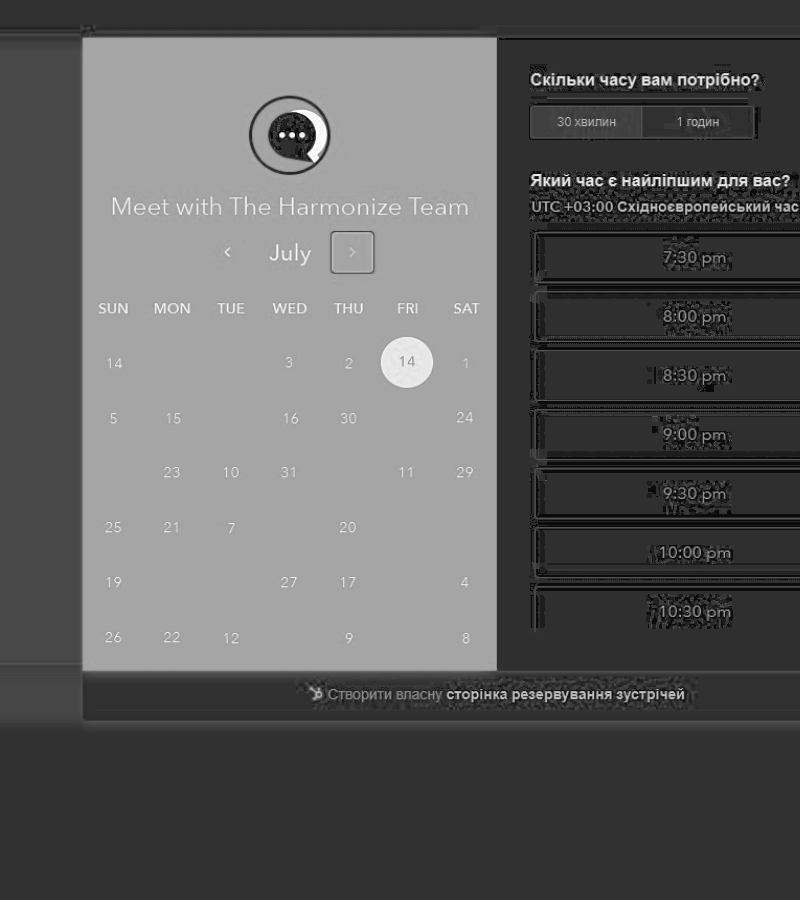 Meet with The Harmonize Team
July
SUN MON TUE WED THU FRI SAT
14 3 2 14 1
5 15 16 30 24
23 10 31 11 29
25 21 7 20
19 27 17 4
26 22 12 9 8
Скільки часу вам потрібно?
30 хвилин 1 годин
Який час є найліпшим для вас?
UTC +03:00 Східноєвропейський час
7:30 pm
8:00 pm
8:30 pm
9:00 pm
9:30 pm
10:00 pm
10:30 pm
Створити власну сторінка резервування зустрічей